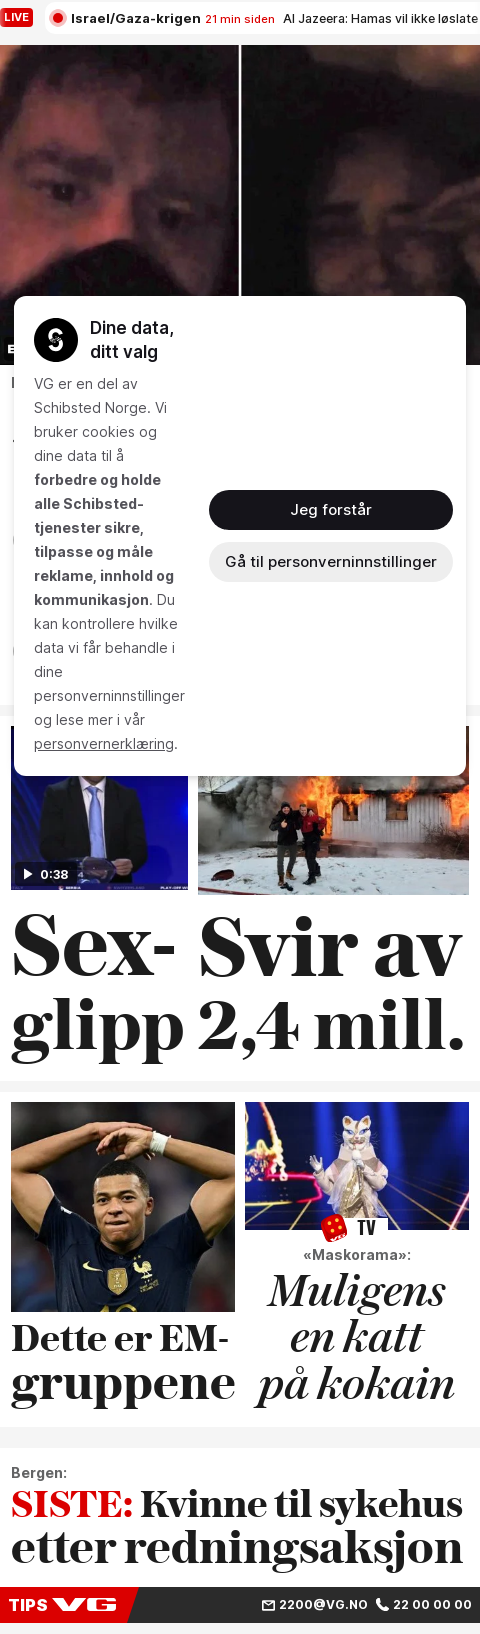 LIVE Israel/Gaza-krigen 21 min siden Al Jazeera: Hamas vil ikke løslate
Dine data,
ditt valg
VG er en del av
Schibsted Norge. Vi
bruker cookies og
dine data til å
forbedre og holde
alle Schibsted-
tjenester sikre,
tilpasse og måle
reklame, innhold og
kommunikasjon. Du
kan kontrollere hvilke
data vi får behandle i
dine
personverninnstillinger
og lese mer i vår
personvernerklæring.
Jeg forstår
Gå til personverninnstillinger
0:38
Sex-
glipp
Svir av
2,4 mill.
Dette er EM-
gruppene
TV
«Maskorama»:
Muligens
en katt
på kokain
Bergen:
SISTE: Kvinne til sykehus
etter redningsaksjon
TIPS VG 2200@VG.NO 22 00 00 00